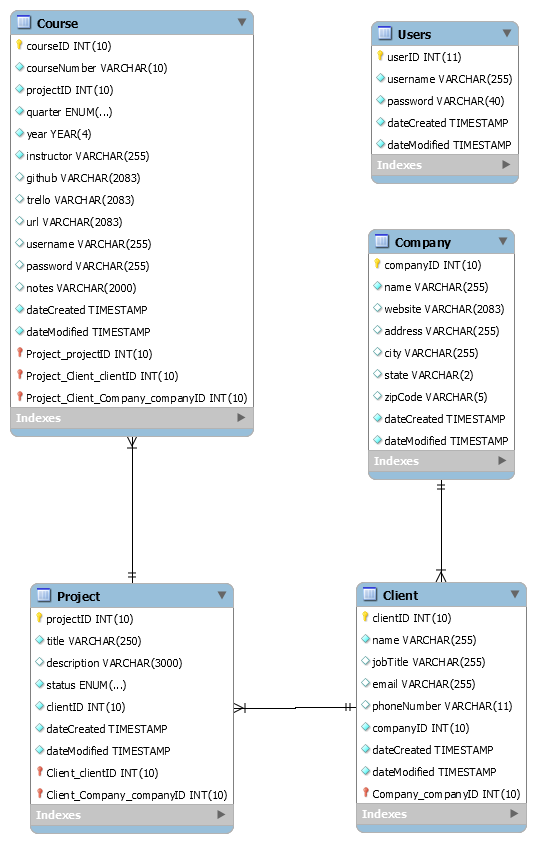 Course
courseID INT(10)
courseNumber VARCHAR(10)
projectID INT(10)
quarter ENUM(...)
year YEAR(4)
instructor VARCHAR(255)
github VARCHAR(2083)
trello VARCHAR(2083)
url VARCHAR(2083)
username VARCHAR(255)
password VARCHAR(255)
notes VARCHAR(2000)
dateCreated TIMESTAMP
dateModified TIMESTAMP
Project_projectID INT(10)
Project_Client_clientID INT(10)
Project_Client_Company_companyID INT(10)
Indexes
Users
userID INT(11)
username VARCHAR(255)
password VARCHAR(40)
dateCreated TIMESTAMP
dateModified TIMESTAMP
Indexes
Company
companyID INT(10)
name VARCHAR(255)
website VARCHAR(2083)
address VARCHAR(255)
city VARCHAR(255)
state VARCHAR(2)
zipCode VARCHAR(5)
dateCreated TIMESTAMP
dateModified TIMESTAMP
Indexes
Project
projectID INT(10)
title VARCHAR(250)
description VARCHAR(3000)
status ENUM(...)
clientID INT(10)
dateCreated TIMESTAMP
dateModified TIMESTAMP
Client_clientID INT(10)
Client_Company_companyID INT(10)
Indexes
Client
clientID INT(10)
name VARCHAR(255)
jobTitle VARCHAR(255)
email VARCHAR(255)
phoneNumber VARCHAR(11)
companyID INT(10)
dateCreated TIMESTAMP
dateModified TIMESTAMP
Company_companyID INT(10)
Indexes